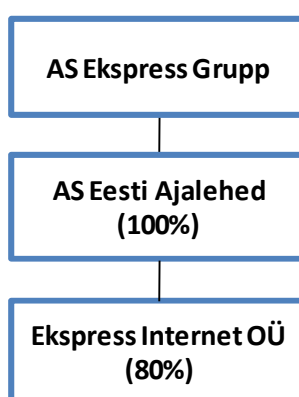 AS Ekspress Grupp
AS Eesti Ajalehed
(100%)
Ekspress Internet OÜ
(80%)